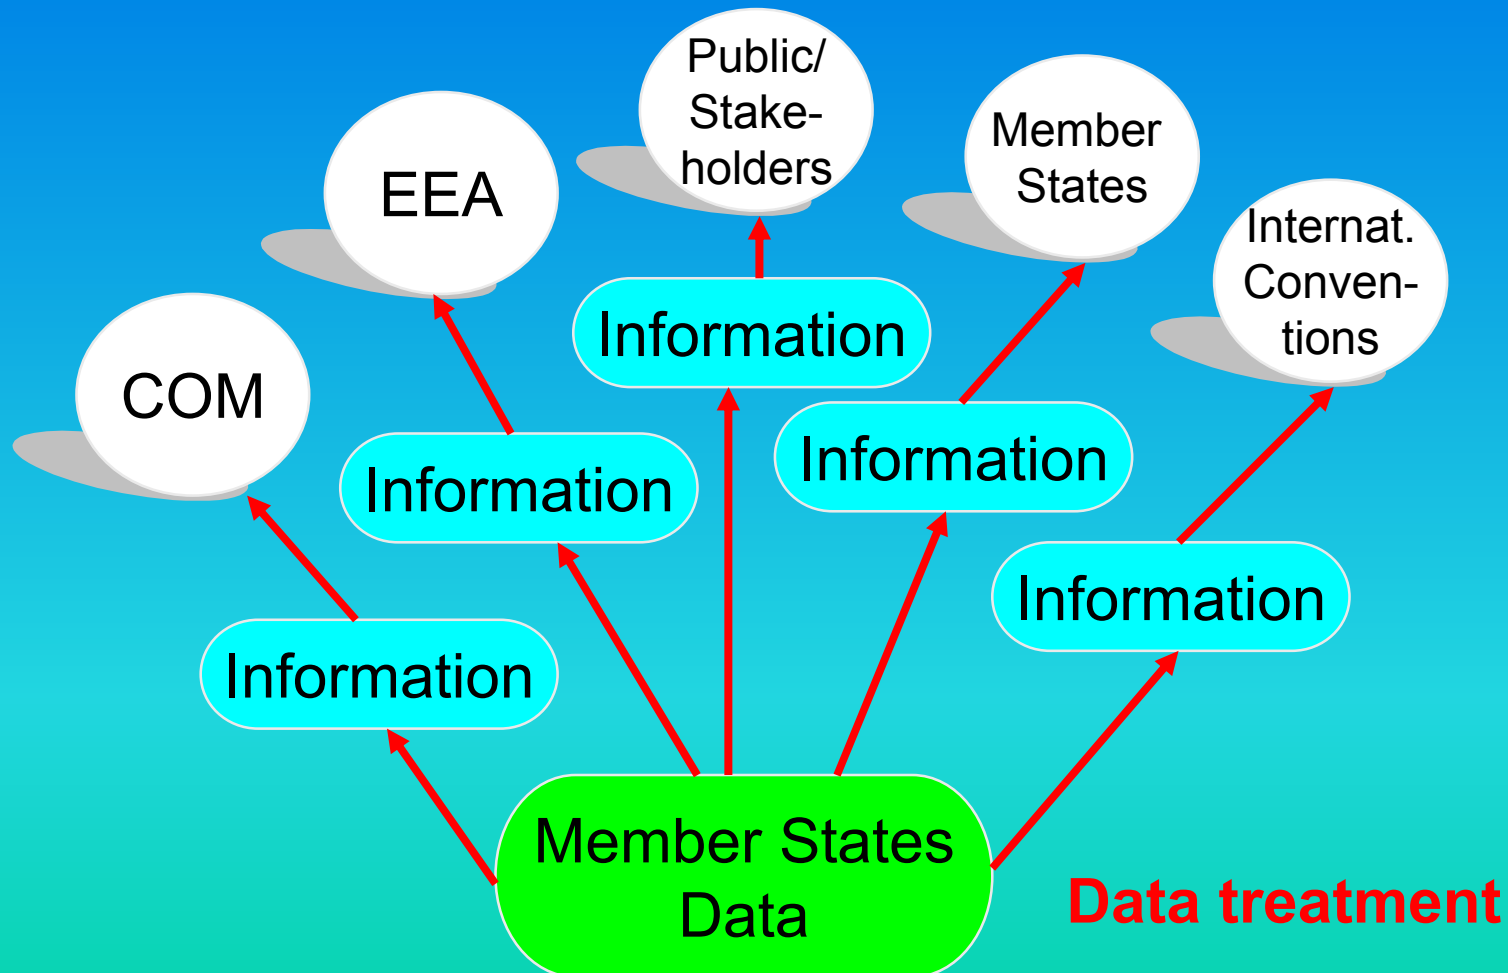 Public/
Stake-
holders
Member
States
EEA
Internat.
Conven-
tions
Information
COM
Information
Information
Information
Information
Member States
Data
Data treatment